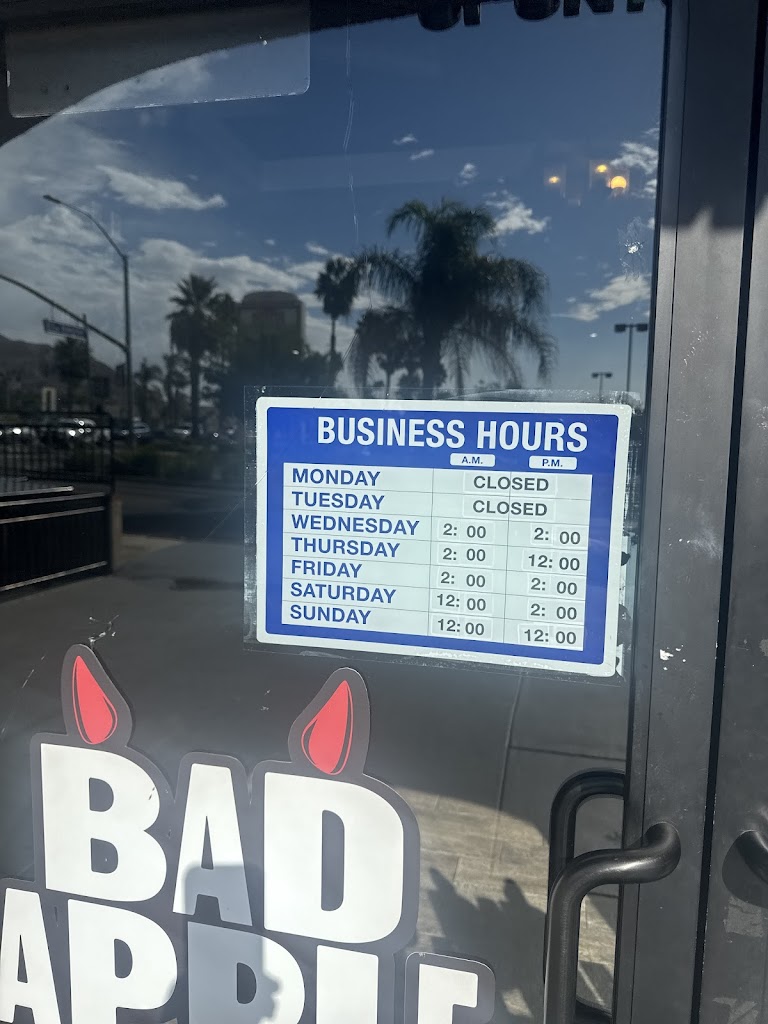 BUSINESS HOURS
A.M. P.M.
MONDAY CLOSED
TUESDAY CLOSED
WEDNESDAY 2: 00 2: 00
THURSDAY 2: 00 12: 00
FRIDAY 2: 00 2: 00
SATURDAY 12: 00 2: 00
SUNDAY 12: 00 12: 00
BAD